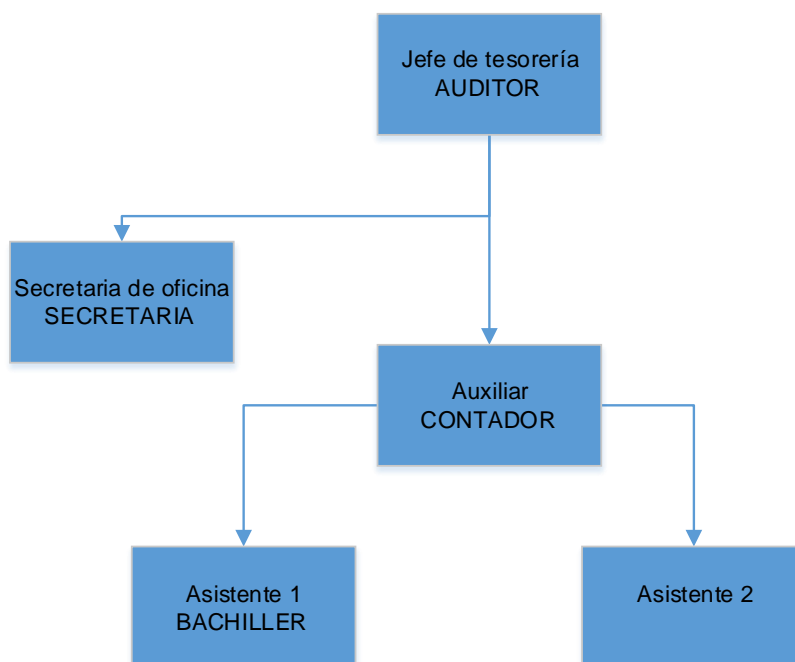 Jefe de tesorería
AUDITOR
Secretaria de oficina
SECRETARIA
Auxiliar
CONTADOR
Asistente 1
BACHILLER
Asistente 2